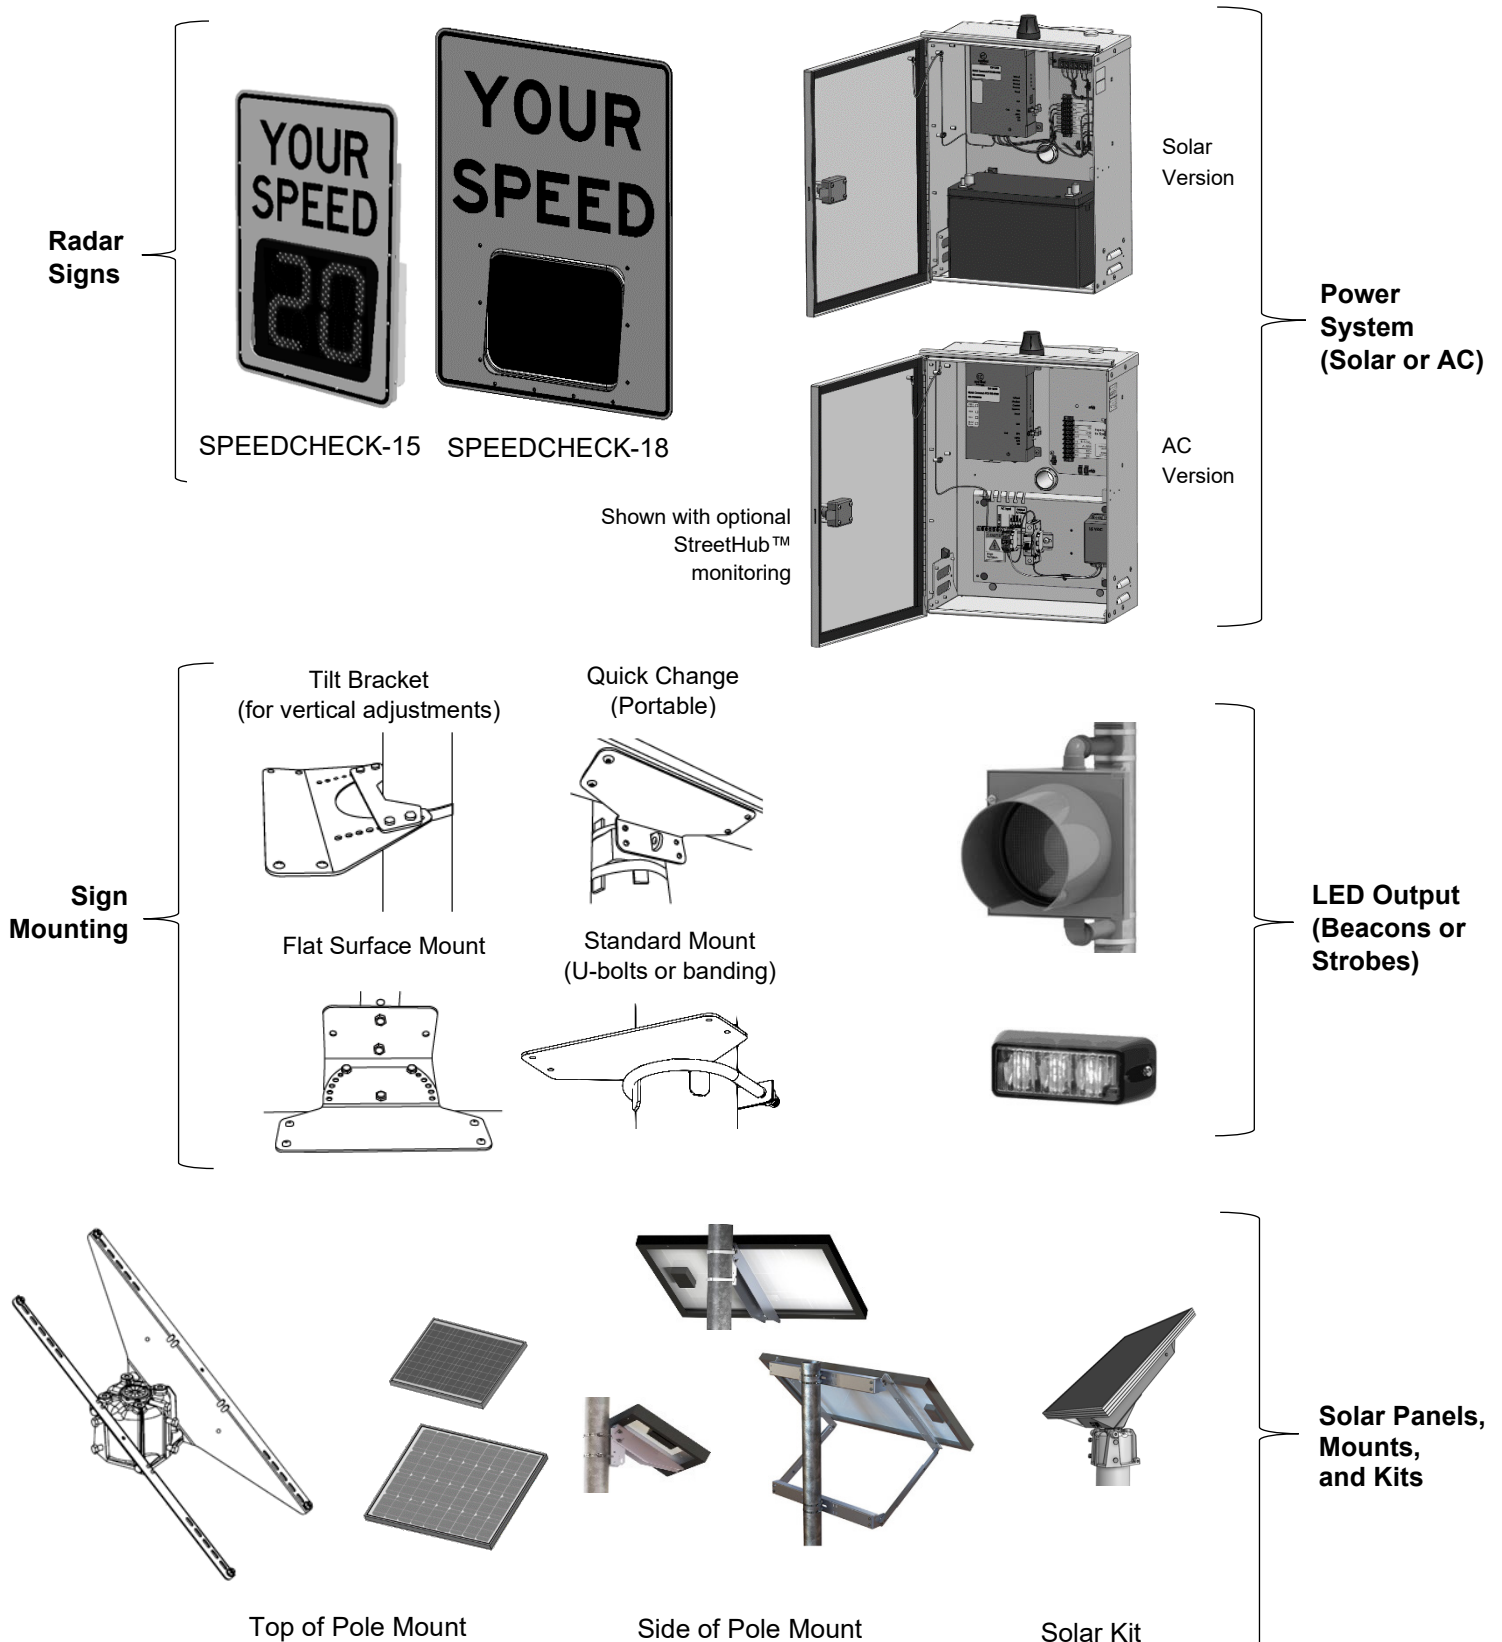 Radar
Signs
YOUR
SPEED
20
YOUR
SPEED
SPEEDCHECK-15
SPEEDCHECK-18
Solar
Version
AC
Version
Shown with optional
StreetHub™
monitoring
Power
System
(Solar or AC)
Sign
Mounting
Tilt Bracket
(for vertical adjustments)
Quick Change
(Portable)
Flat Surface Mount
Standard Mount
(U-bolts or banding)
LED Output
(Beacons or
Strobes)
Solar Panels,
Mounts,
and Kits
Top of Pole Mount
Side of Pole Mount
Solar Kit